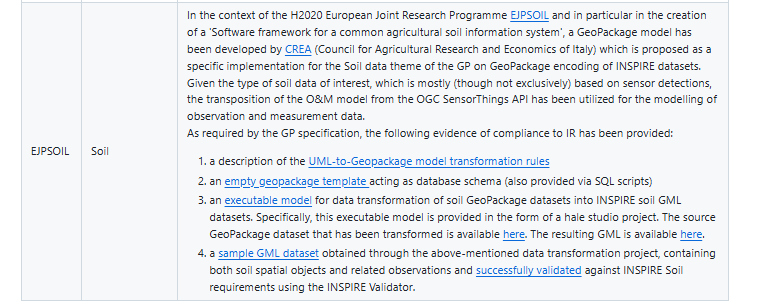 In the context of the H2020 European Joint Research Programme EJPSOIL and in particular in the creation
of a 'Software framework for a common agricultural soil information system', a GeoPackage model has
been developed by CREA (Council for Agricultural Research and Economics of Italy) which is proposed as a
specific implementation for the Soil data theme of the GP on GeoPackage encoding of INSPIRE datasets.
Given the type of soil data of interest, which is mostly (though not exclusively) based on sensor detections,
the transposition of the O&M model from the OGC SensorThings API has been utilized for the modelling of
observation and measurement data.
As required by the GP specification, the following evidence of compliance to IR has been provided:
EJPSOIL
Soil
1. a description of the UML-to-Geopackage model transformation rules
2. an empty geopackage template acting as database schema (also provided via SQL scripts)
3. an executable model for data transformation of soil GeoPackage datasets into INSPIRE soil GML
datasets. Specifically, this executable model is provided in the form of a hale studio project. The source
GeoPackage dataset that has been transformed is available here. The resulting GML is available here.
4. a sample GML dataset obtained through the above-mentioned data transformation project, containing
both soil spatial objects and related observations and successfully validated against INSPIRE Soil
requirements using the INSPIRE Validator.